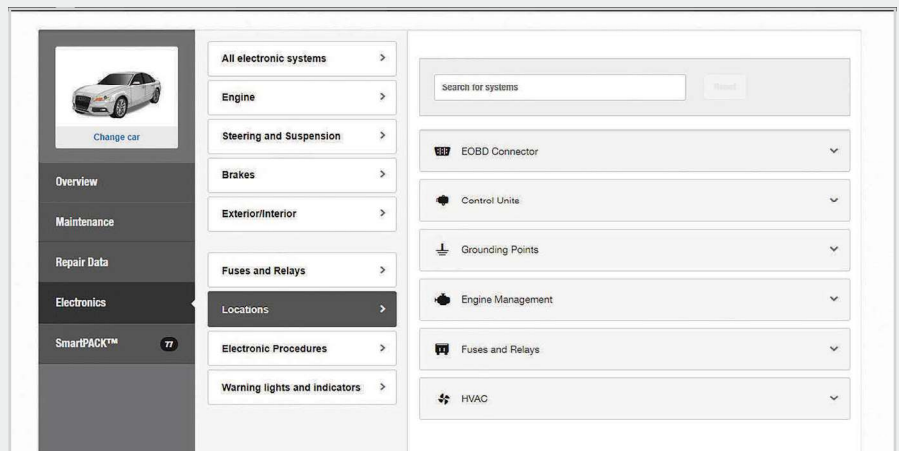 Change car
Overview
Maintenance
Repair Data
Electronics
SmartPACK™ 77
All electronic systems
Engine
Steering and Suspension
Brakes
Exterior/Interior
Fuses and Relays
Locations
Electronic Procedures
Warning lights and indicators
Search for systems
Reset
EOBD Connector
Control Units
Grounding Points
Engine Management
Fuses and Relays
HVAC